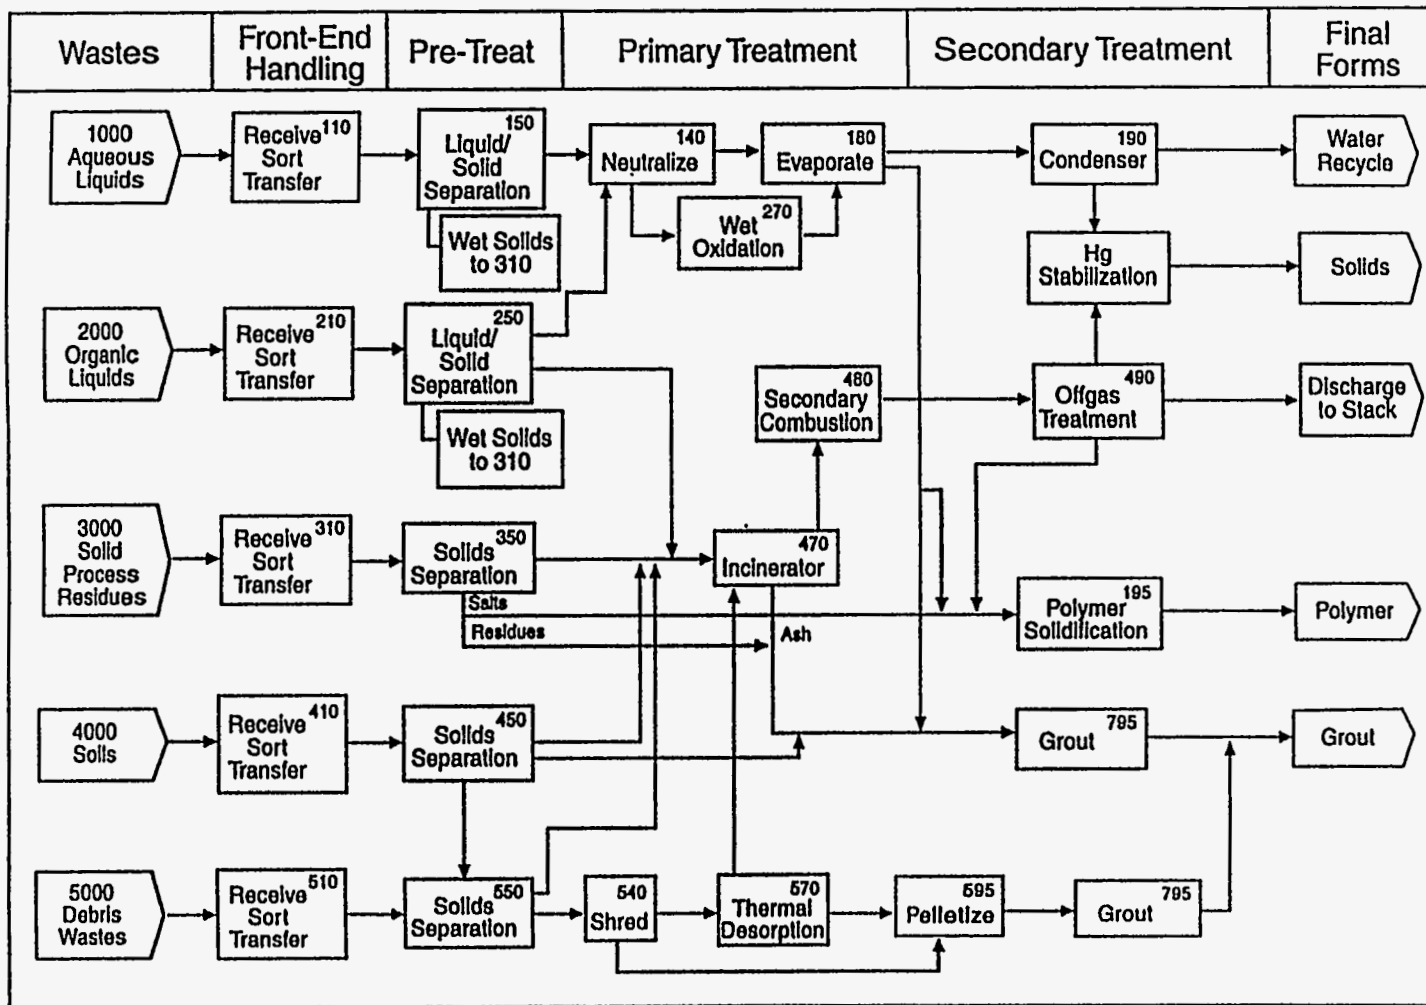 Wastes
Front-End
Handling
Pre-Treat
Primary Treatment
Secondary Treatment
Final
Forms
1000
Aqueous
Liquids
Receive 110
Sort
Transfer
150
Liquid/
Solid
Separation
Wet Solids
to 310
140
Neutralize
180
Evaporate
270
Wet
Oxidation
190
Condenser
Water
Recycle
Hg
Stabilization
Solids
2000
Organic
Liquids
210
Receive
Sort
Transfer
250
Liquid/
Solid
Separation
Wet Solids
to 310
480
Secondary
Combustion
490
Offgas
Treatment
Discharge
to Stack
3000
Solid
Process
Residues
310
Receive
Sort
Transfer
350
Solids
Separation
Salts
Residues
470
Incinerator
Ash
195
Polymer
Solidification
Polymer
4000
Soils
410
Receive
Sort
Transfer
450
Solids
Separation
795
Grout
Grout
5000
Debris
Wastes
510
Receive
Sort
Transfer
550
Solids
Separation
540
Shred
570
Thermal
Desorption
595
Pelletize
795
Grout